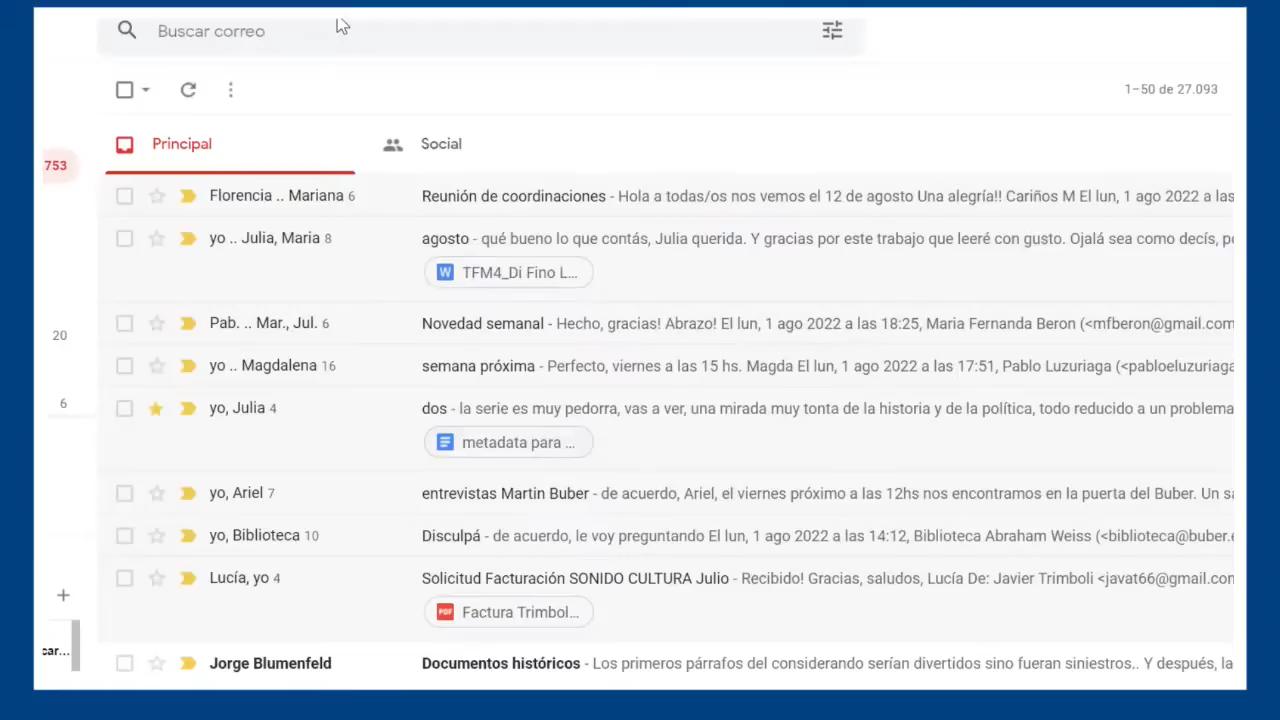 Buscar correo
1–50 de 27.093
Principal
Social
753
Florencia .. Mariana 6 Reunión de coordinaciones - Hola a todas/os nos vemos el 12 de agosto Una alegría!! Cariños M El lun, 1 ago 2022 a las
yo .. Julia, Maria 8 agosto - qué bueno lo que contás, Julia querida. Y gracias por este trabajo que leeré con gusto. Ojalá sea como decís,
W TFM4_Di Fino L...
20
Pab. .. Mar., Jul. 6 Novedad semanal - Hecho, gracias! Abrazo! El lun, 1 ago 2022 a las 18:25, Maria Fernanda Beron (<mfberon@gmail.com
yo .. Magdalena 16 semana próxima - Perfecto, viernes a las 15 hs. Magda El lun, 1 ago 2022 a las 17:51, Pablo Luzuriaga (<pabloeluzuriaga
6
yo, Julia 4 dos - la serie es muy pedorra, vas a ver, una mirada muy tonta de la historia y de la política, todo reducido a un problema
metadata para ...
yo, Ariel 7 entrevistas Martin Buber - de acuerdo, Ariel, el viernes próximo a las 12hs nos encontramos en la puerta del Buber. Un
yo, Biblioteca 10 Disculpá - de acuerdo, le voy preguntando El lun, 1 ago 2022 a las 14:12, Biblioteca Abraham Weiss (<biblioteca@buber.
Lucía, yo 4 Solicitud Facturación SONIDO CULTURA Julio - Recibido! Gracias, saludos, Lucía De: Javier Trimboli <javat66@gmail.com
+
PDF Factura Trimbol...
car...
Jorge Blumenfeld Documentos históricos - Los primeros párrafos del considerando serían divertidos sino fueran siniestros.. Y después, la